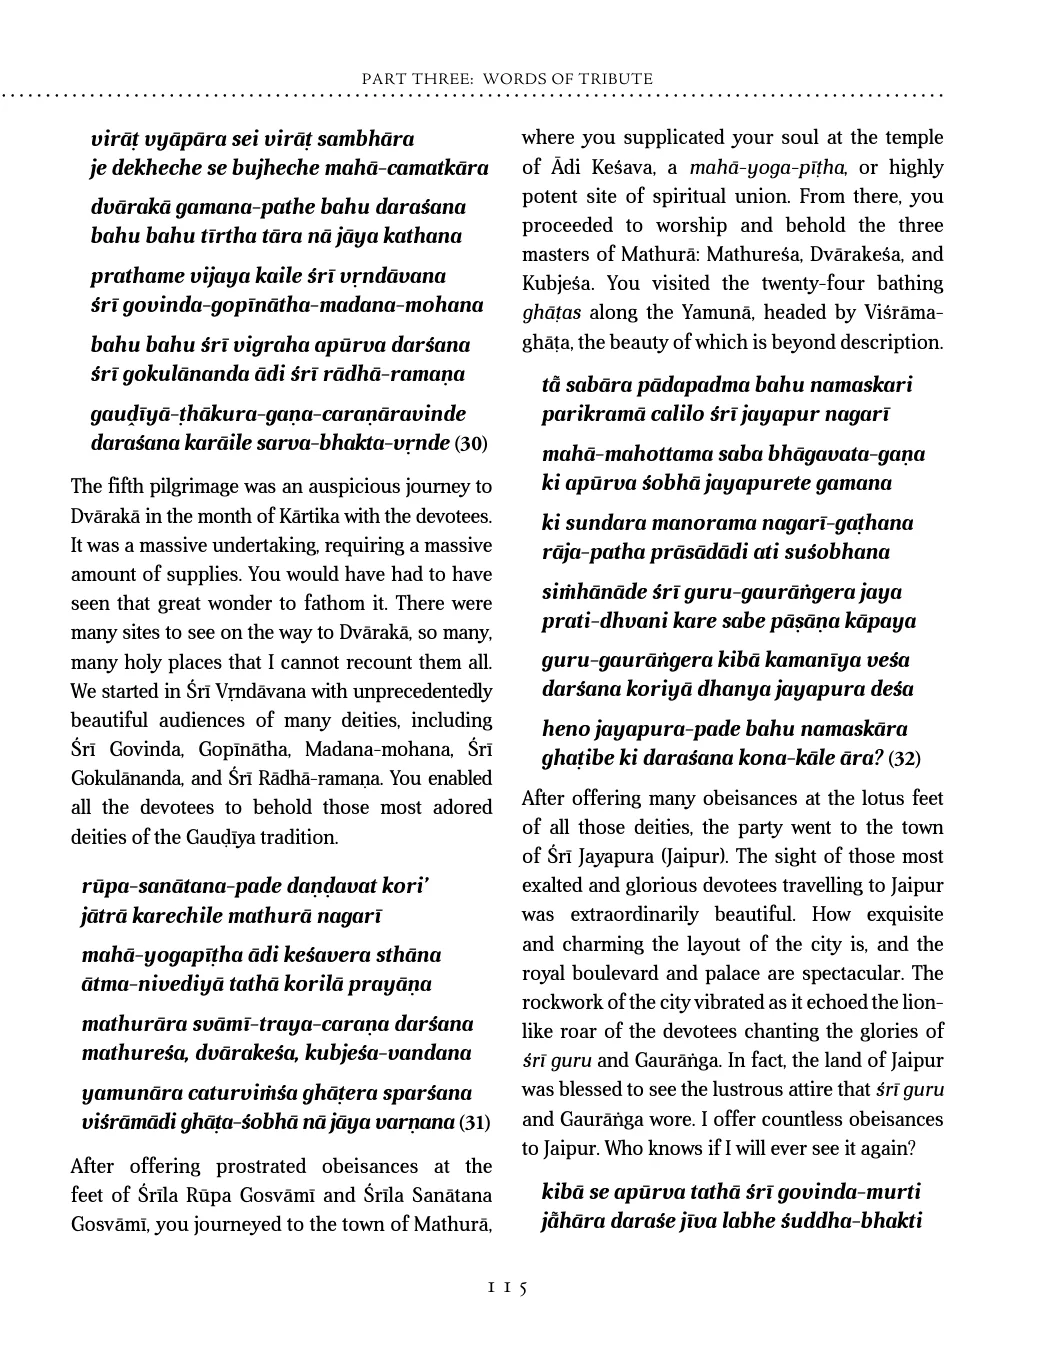 PART THREE: WORDS OF TRIBUTE
virāṭ vyāpāra sei virāṭ sambhāra
je dekheche se bujheche mahā-camatkāra
dvārakā gamana-pathe bahu daraśana
bahu bahu tīrtha tāra nā jāya kathana
prathame vijaya kaile śrī vṛndāvana
śrī govinda-gopīnātha-madana-mohana
bahu bahu śrī vigraha apūrva darśana
śrī gokulānanda ādi śrī rādhā-ramaṇa
gauḓīyā-ṭhākura-gaṇa-caraṇāravinde
daraśana karāile sarva-bhakta-vṛnde (30)
The fifth pilgrimage was an auspicious journey to
Dvārakā in the month of Kārtika with the devotees.
It was a massive undertaking, requiring a massive
amount of supplies. You would have had to have
seen that great wonder to fathom it. There were
many sites to see on the way to Dvārakā, so many,
many holy places that I cannot recount them all.
We started in Śrī Vṛndāvana with unprecedentedly
beautiful audiences of many deities, including
Śrī Govinda, Gopīnātha, Madana-mohana, Śrī
Gokulānanda, and Śrī Rādhā-ramaṇa. You enabled
all the devotees to behold those most adored
deities of the Gauḍīya tradition.
rūpa-sanātana-pade daṇḍavat kori’
jātrā karechile mathurā nagarī
mahā-yogapīṭha ādi keśavera sthāna
ātma-nivediyā tathā korilā prayāṇa
mathurāra svāmī-traya-caraṇa darśana
mathureśa, dvārakeśa, kubjeśa-vandana
yamunāra caturviṁśa ghāṭera sparśana
viśrāmādi ghāṭa-śobhā nā jāya varṇana (31)
After offering prostrated obeisances at the
feet of Śrīla Rūpa Gosvāmī and Śrīla Sanātana
Gosvāmī, you journeyed to the town of Mathurā,
where you supplicated your soul at the temple
of Ādi Keśava, a mahā-yoga-pīṭha, or highly
potent site of spiritual union. From there, you
proceeded to worship and behold the three
masters of Mathurā: Mathureśa, Dvārakeśa, and
Kubjeśa. You visited the twenty-four bathing
ghāṭas along the Yamunā, headed by Viśrāma-
ghāṭa, the beauty of which is beyond description.
tā̐ sabāra pādapadma bahu namaskari
parikramā calilo śrī jayapur nagarī
mahā-mahottama saba bhāgavata-gaṇa
ki apūrva śobhā jayapurete gamana
ki sundara manorama nagarī-gaṭhana
rāja-patha prāsādādi ati suśobhana
siṁhānāde śrī guru-gaurāṅgera jaya
prati-dhvani kare sabe pāṣāṇa kāpaya
guru-gaurāṅgera kibā kamanīya veśa
darśana koriyā dhanya jayapura deśa
heno jayapura-pade bahu namaskāra
ghaṭibe ki daraśana kona-kāle āra? (32)
After offering many obeisances at the lotus feet
of all those deities, the party went to the town
of Śrī Jayapura (Jaipur). The sight of those most
exalted and glorious devotees travelling to Jaipur
was extraordinarily beautiful. How exquisite
and charming the layout of the city is, and the
royal boulevard and palace are spectacular. The
rockwork of the city vibrated as it echoed the lion-
like roar of the devotees chanting the glories of
śrī guru and Gaurāṅga. In fact, the land of Jaipur
was blessed to see the lustrous attire that śrī guru
and Gaurāṅga wore. I offer countless obeisances
to Jaipur. Who knows if I will ever see it again?
kibā se apūrva tathā śrī govinda-murti
jā̐hāra daraśe jīva labhe śuddha-bhakti
115